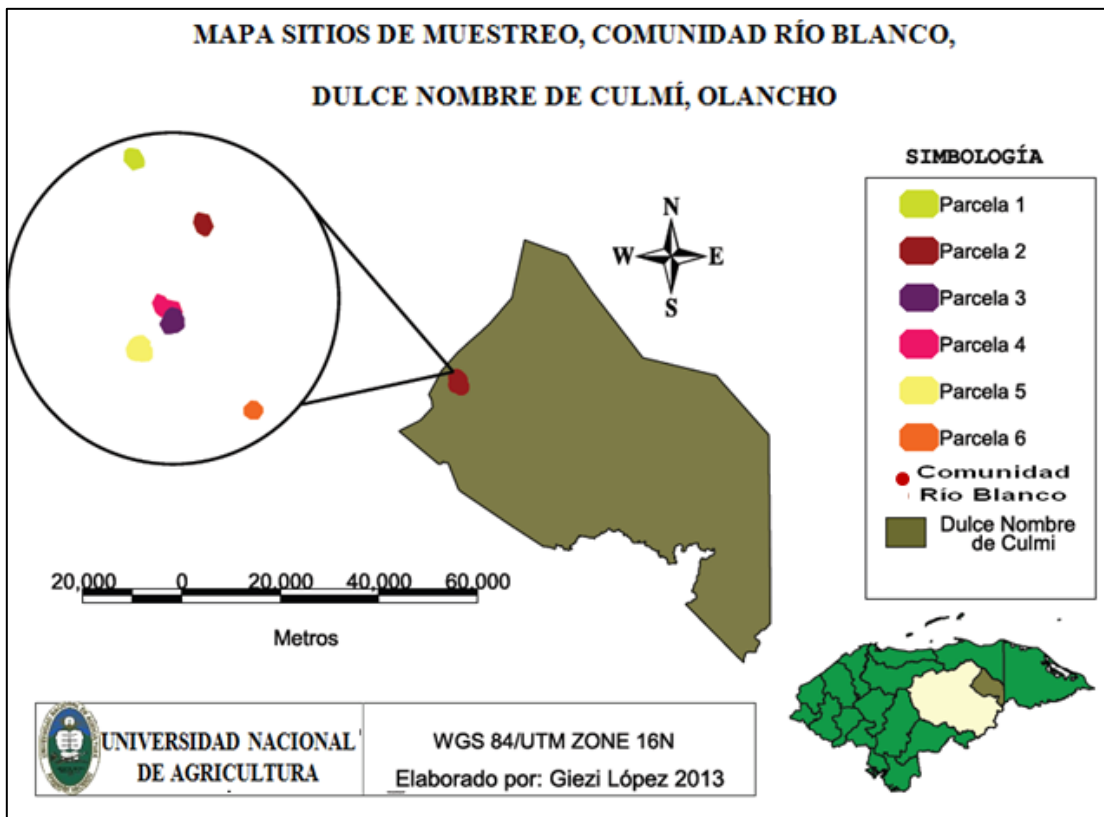 MAPA SITIOS DE MUESTREO, COMUNIDAD RÍO BLANCO,
DULCE NOMBRE DE CULMÍ, OLANCHO
SIMBOLOGÍA
Parcela 1
Parcela 2
Parcela 3
Parcela 4
Parcela 5
Parcela 6
Comunidad
Río Blanco
Dulce Nombre
de Culmi
N
W E
S
20,000 0 20,000 40,000 60,000
Metros
UNIVERSIDAD NACIONAL
DE AGRICULTURA
WGS 84/UTM ZONE 16N
Elaborado por: Giezi López 2013